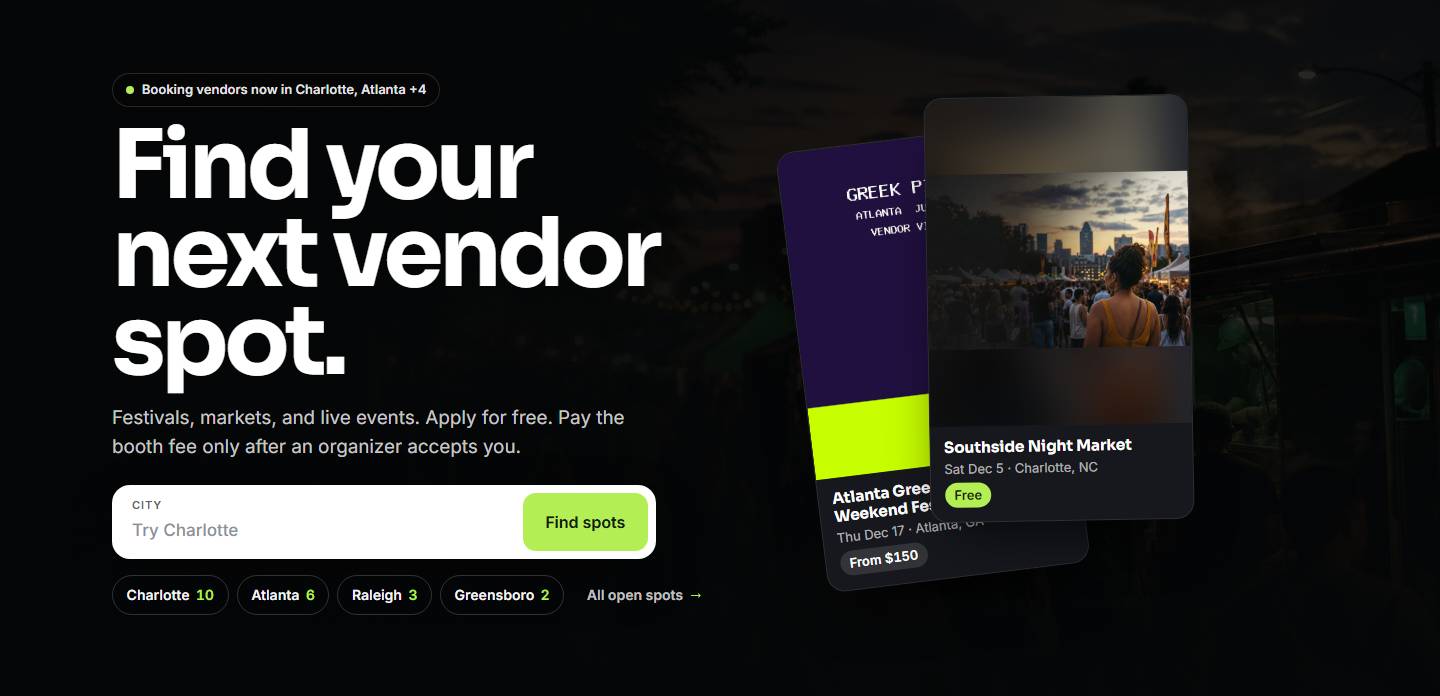 Booking vendors now in Charlotte, Atlanta +4
Find your
next vendor
spot.
Festivals, markets, and live events. Apply for free. Pay the
booth fee only after an organizer accepts you.
CITY
Try Charlotte
Find spots
Charlotte 10
Atlanta 6
Raleigh 3
Greensboro 2
All open spots →
GREEK
ATLANTA
VENDOR
Atlanta
Weekend
Thu Dec 17 · Atlanta, GA
From $150
Southside Night Market
Sat Dec 5 · Charlotte, NC
Free